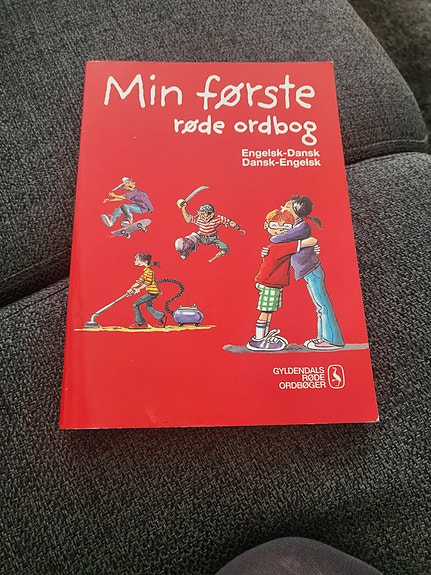 Min første
røde ordbog
Engelsk-Dansk
Dansk-Engelsk
GYLDENDALS
RØDE
ORDBØGER